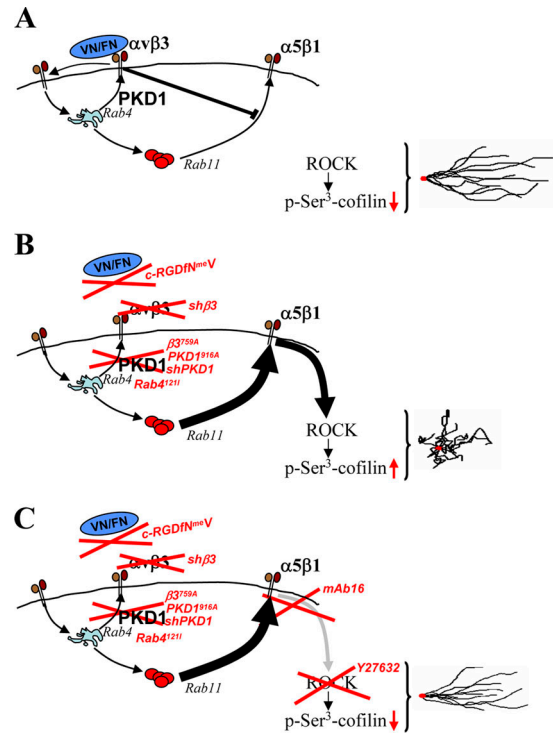 A
VN/FN
αvβ3
α5β1
PKD1
Rab4
Rab11
ROCK
p-Ser³-cofilin
B
VN/FN
c-RGDfNᵐᵉV
αvβ3
shβ3
α5β1
β3⁷⁵⁹ᴬ
PKD1⁹¹⁶ᴬ
PKD1
shPKD1
Rab4
Rab4¹²¹ᴵ
Rab11
ROCK
p-Ser³-cofilin
C
VN/FN
c-RGDfNᵐᵉV
αvβ3
shβ3
α5β1
mAb16
β3⁷⁵⁹ᴬ
PKD1⁹¹⁶ᴬ
PKD1
shPKD1
Rab4
Rab4¹²¹ᴵ
Rab11
Y27632
ROCK
p-Ser³-cofilin